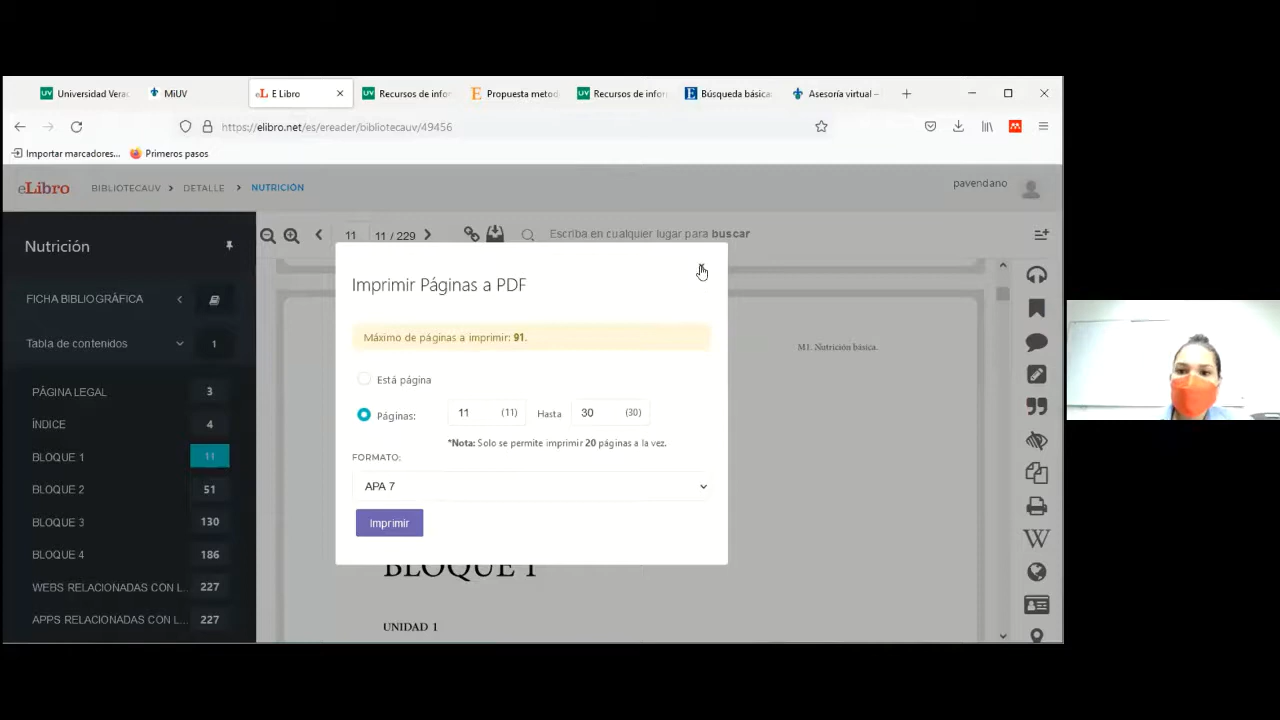 Universidad Verac
MiUV
E Libro
Recursos de infor
Propuesta metod
Recursos de infor
Búsqueda básica
Asesoría virtual –
https://elibro.net/es/ereader/bibliotecauv/49456
Importar marcadores...
Primeros pasos
eLibro
BIBLIOTECAUV > DETALLE > NUTRICIÓN
pavendano
Nutrición
11 11 / 229
Escriba en cualquier lugar para buscar
FICHA BIBLIOGRÁFICA
Tabla de contenidos 1
PÁGINA LEGAL 3
ÍNDICE 4
BLOQUE 1 11
BLOQUE 2 51
BLOQUE 3 130
BLOQUE 4 186
WEBS RELACIONADAS CON L... 227
APPS RELACIONADAS CON L... 227
Imprimir Páginas a PDF
Máximo de páginas a imprimir: 91.
Está página
Páginas: 11 (11) Hasta 30 (30)
*Nota: Solo se permite imprimir 20 páginas a la vez.
FORMATO:
APA 7
Imprimir
M1. Nutrición básica.
BLOQUE 1
UNIDAD 1